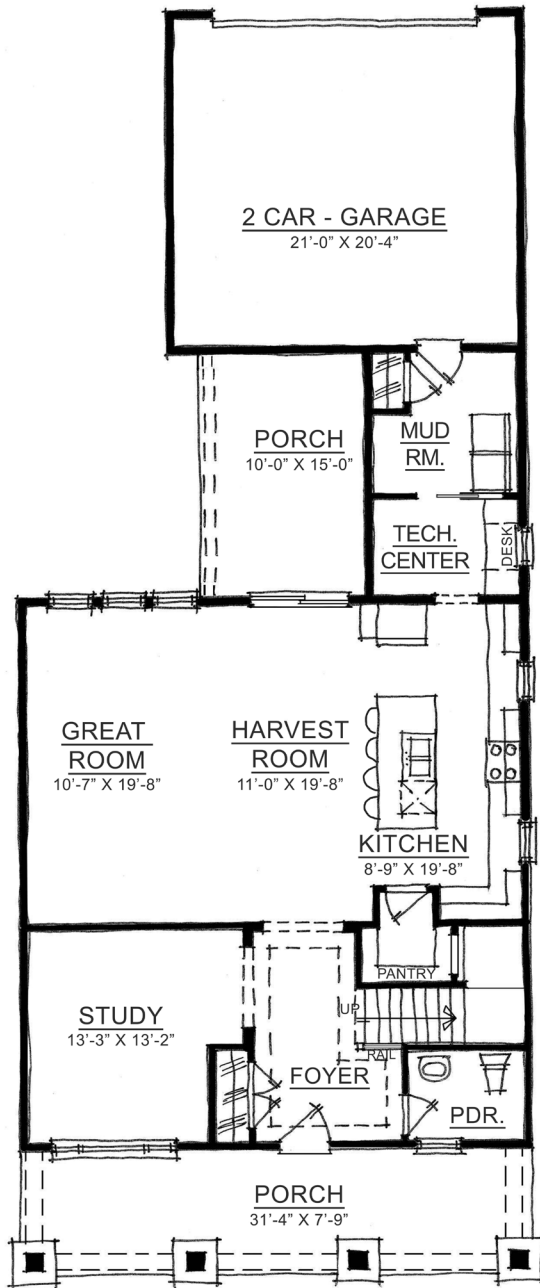 2 CAR - GARAGE
21'-0" X 20'-4"
PORCH
10'-0" X 15'-0"
MUD
RM.
TECH.
CENTER
DESK
GREAT
ROOM
10'-7" X 19'-8"
HARVEST
ROOM
11'-0" X 19'-8"
KITCHEN
8'-9" X 19'-8"
PANTRY
STUDY
13'-3" X 13'-2"
UP
RAIL
FOYER
PDR.
PORCH
31'-4" X 7'-9"